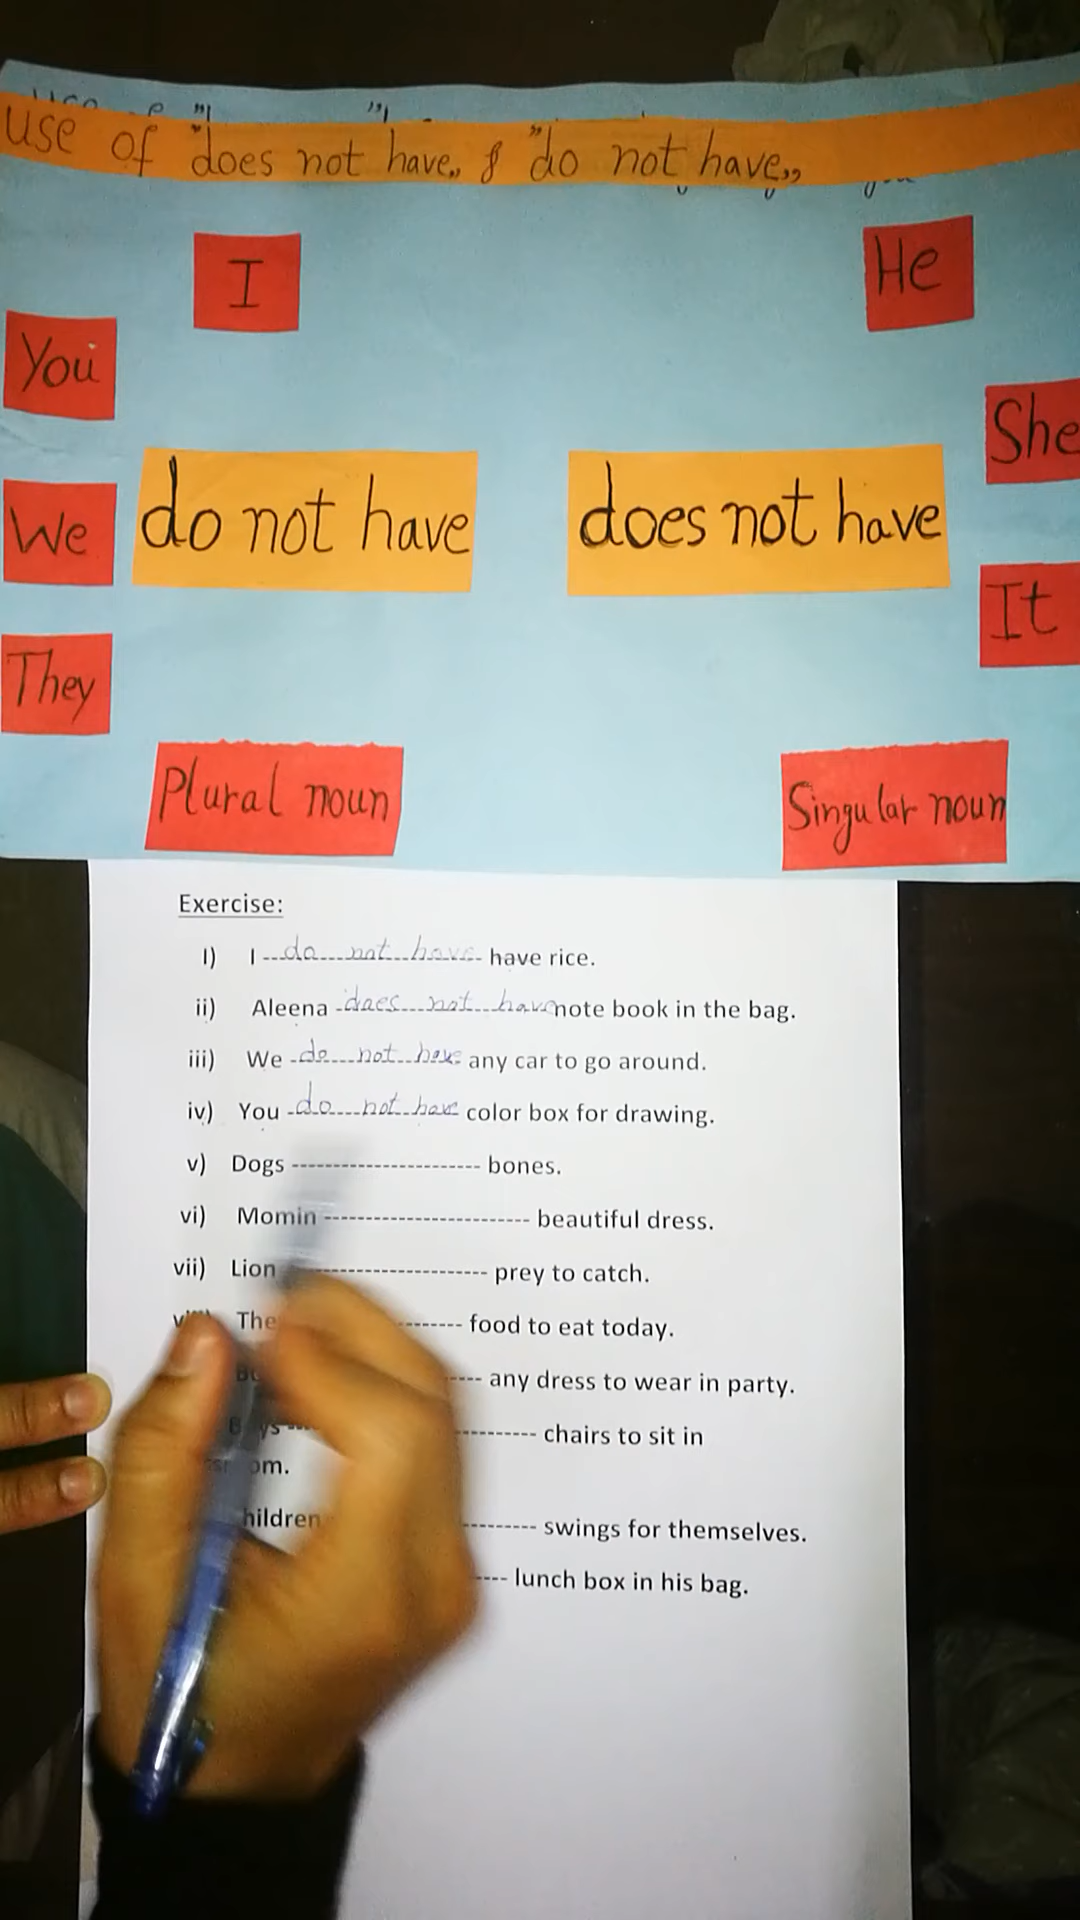 use of "does not have,, & "do not have,,
I
He
You
She
do not have
does not have
We
It
They
Plural noun
Singular noun
Exercise:
I) I do not have have rice.
ii) Aleena does not have note book in the bag.
iii) We do not have any car to go around.
iv) You do not have color box for drawing.
v) Dogs ---------------------- bones.
vi) Momin ------------------------ beautiful dress.
vii) Lion ---------------------- prey to catch.
The -------- food to eat today.
---- any dress to wear in party.
---------- chairs to sit in
--------- swings for themselves.
---- lunch box in his bag.